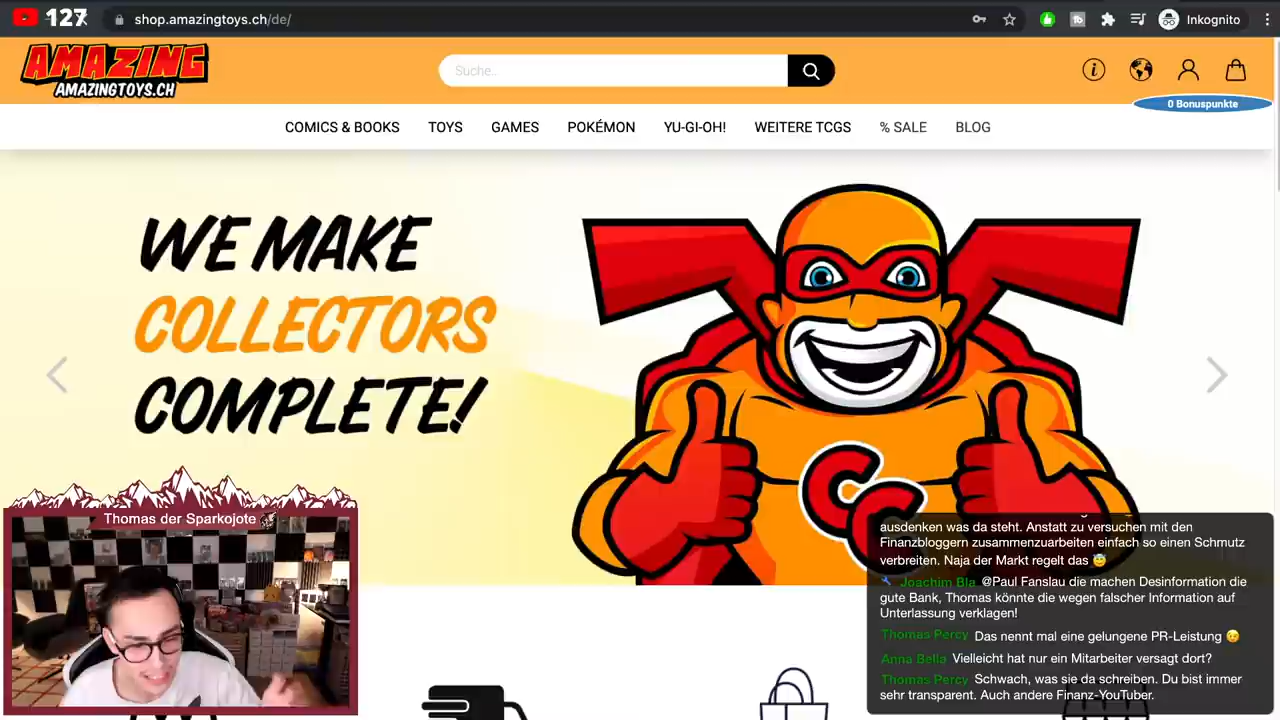 127
shop.amazingtoys.ch/de/
Inkognito
AMAZING
AMAZINGTOYS.CH
Suche..
0 Bonuspunkte
COMICS & BOOKS TOYS GAMES POKÉMON YU-GI-OH! WEITERE TCGS % SALE BLOG
WE MAKE
COLLECTORS
COMPLETE!
CC
Thomas der Sparkojote
ausdenken was da steht. Anstatt zu versuchen mit den
Finanzbloggern zusammenzuarbeiten einfach so einen Schmutz
verbreiten. Naja der Markt regelt das 😇
Joachim Bla @Paul Fanslau die machen Desinformation die
gute Bank, Thomas könnte die wegen falscher Information auf
Unterlassung verklagen!
Thomas Percy Das nennt mal eine gelungene PR-Leistung 😥
Anna Bella Vielleicht hat nur ein Mitarbeiter versagt dort?
Thomas Percy Schwach, was sie da schreiben. Du bist immer
sehr transparent. Auch andere Finanz-YouTuber.